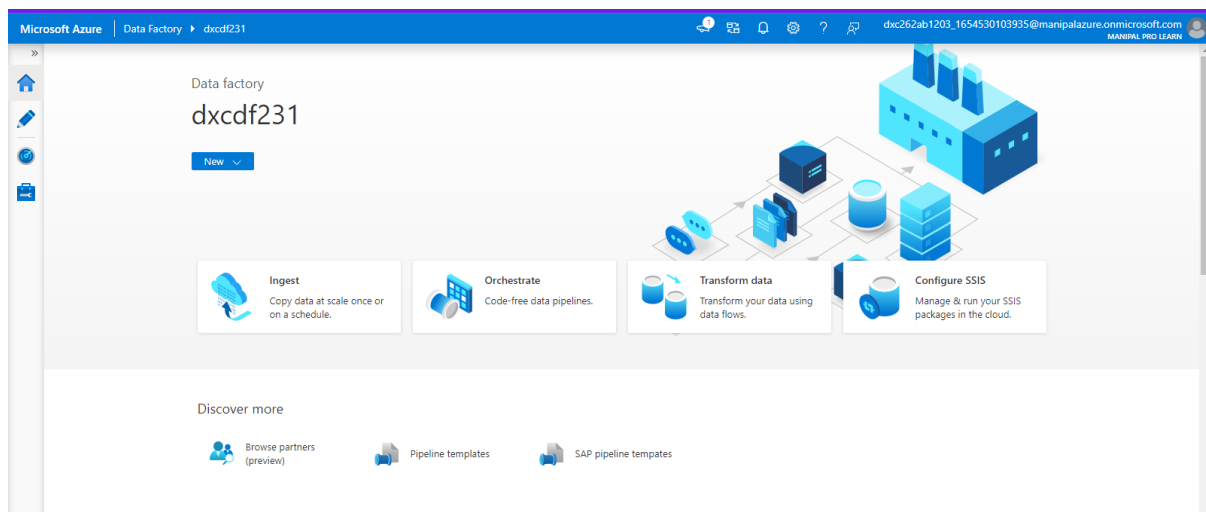 Microsoft Azure Data Factory dxcdf231 1 ? dxc262ab1203_1654530103935@manipalazure.onmicrosoft.com
MANIPAL PRO LEARN
Data factory
dxcdf231
New
Ingest
Copy data at scale once or
on a schedule.
Orchestrate
Code-free data pipelines.
Transform data
Transform your data using
data flows.
Configure SSIS
Manage & run your SSIS
packages in the cloud.
Discover more
Browse partners
(preview)
Pipeline templates
SAP pipeline tempates